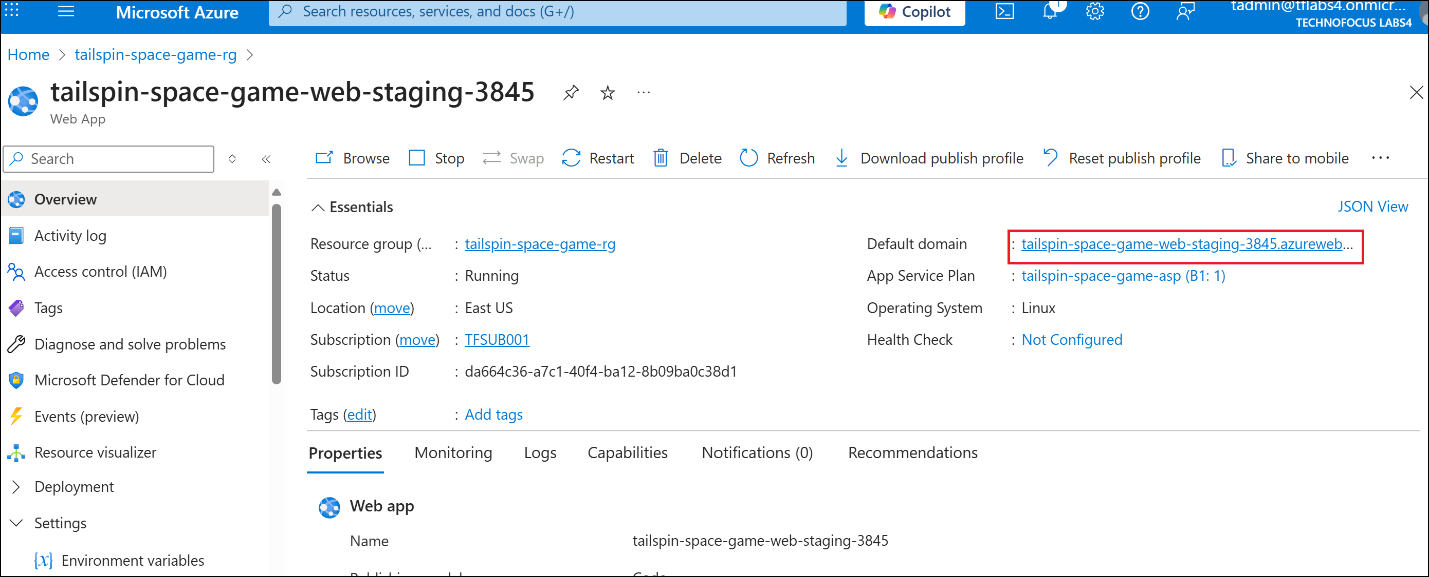 Microsoft Azure
Search resources, services, and docs (G+/)
Copilot
1
tadmin@tflabs4.onmicr...
TECHNOFOCUS LABS4
Home > tailspin-space-game-rg >
tailspin-space-game-web-staging-3845
Web App
Search
Browse Stop Swap Restart Delete Refresh Download publish profile Reset publish profile Share to mobile
Overview
Activity log
Access control (IAM)
Tags
Diagnose and solve problems
Microsoft Defender for Cloud
Events (preview)
Resource visualizer
Deployment
Settings
Environment variables
Essentials
JSON View
Resource group (... : tailspin-space-game-rg
Status : Running
Location (move) : East US
Subscription (move) : TFSUB001
Subscription ID : da664c36-a7c1-40f4-ba12-8b09ba0c38d1
Tags (edit) : Add tags
Default domain : tailspin-space-game-web-staging-3845.azureweb...
App Service Plan : tailspin-space-game-asp (B1: 1)
Operating System : Linux
Health Check : Not Configured
Properties Monitoring Logs Capabilities Notifications (0) Recommendations
Web app
Name tailspin-space-game-web-staging-3845